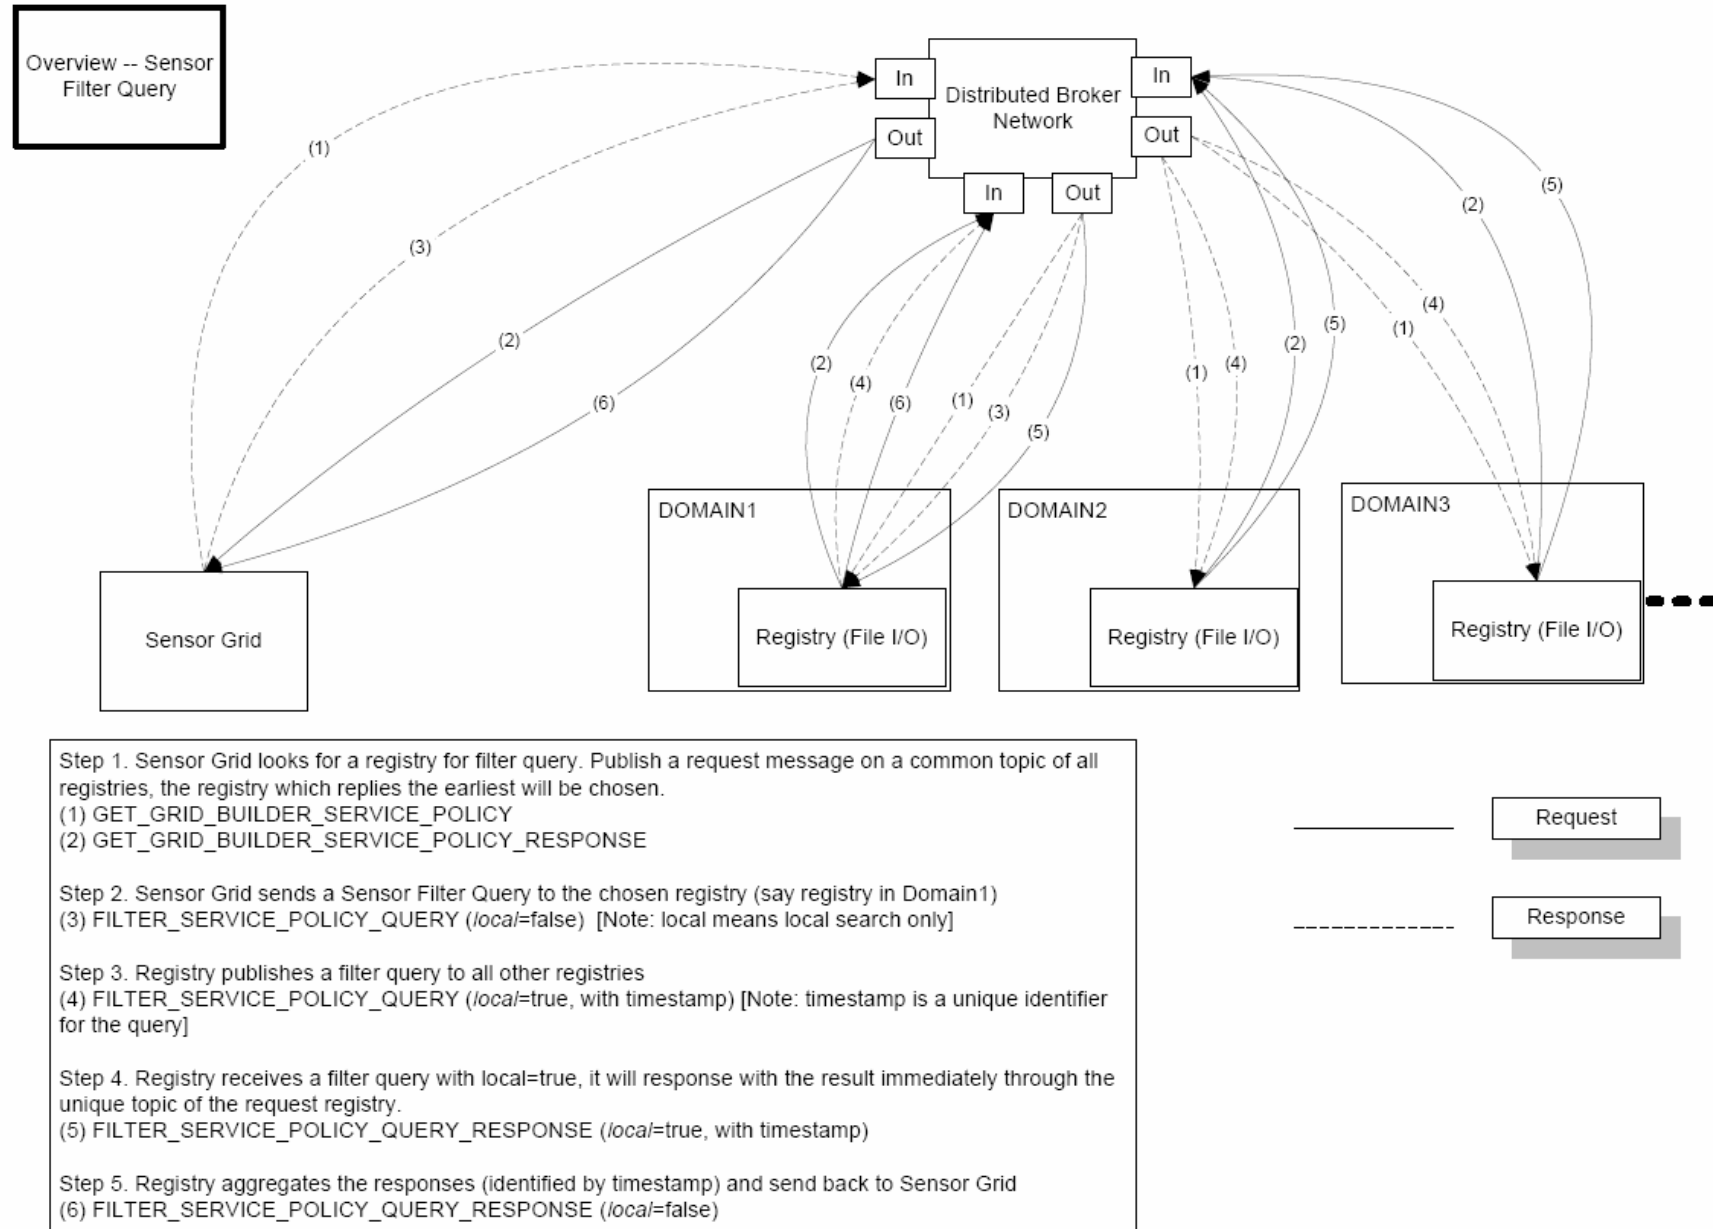 Overview -- Sensor
Filter Query
In
Distributed Broker
Network
In
Out
Out
In
Out
(1)
(3)
(2)
(6)
(2)
(4)
(6)
(1)
(3)
(5)
(1)
(4)
(2)
(5)
(1)
(4)
(2)
(5)
DOMAIN1
DOMAIN2
DOMAIN3
Sensor Grid
Registry (File I/O)
Registry (File I/O)
Registry (File I/O)
Step 1. Sensor Grid looks for a registry for filter query. Publish a request message on a common topic of all
registries, the registry which replies the earliest will be chosen.
(1) GET_GRID_BUILDER_SERVICE_POLICY
(2) GET_GRID_BUILDER_SERVICE_POLICY_RESPONSE
Step 2. Sensor Grid sends a Sensor Filter Query to the chosen registry (say registry in Domain1)
(3) FILTER_SERVICE_POLICY_QUERY (local=false) [Note: local means local search only]
Step 3. Registry publishes a filter query to all other registries
(4) FILTER_SERVICE_POLICY_QUERY (local=true, with timestamp) [Note: timestamp is a unique identifier
for the query]
Step 4. Registry receives a filter query with local=true, it will response with the result immediately through the
unique topic of the request registry.
(5) FILTER_SERVICE_POLICY_QUERY_RESPONSE (local=true, with timestamp)
Step 5. Registry aggregates the responses (identified by timestamp) and send back to Sensor Grid
(6) FILTER_SERVICE_POLICY_QUERY_RESPONSE (local=false)
Request
Response